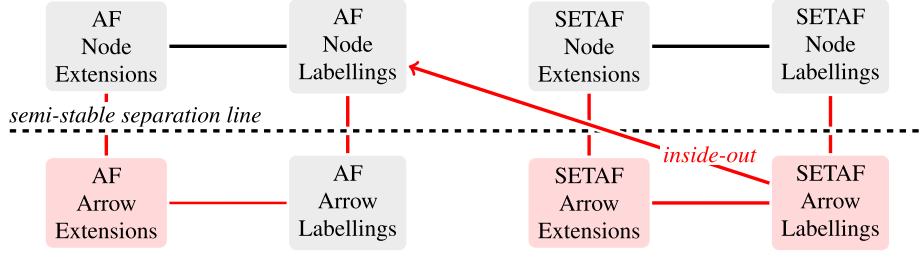 AF
Node
Extensions
AF
Node
Labellings
SETAF
Node
Extensions
SETAF
Node
Labellings
semi-stable separation line
inside-out
AF
Arrow
Extensions
AF
Arrow
Labellings
SETAF
Arrow
Extensions
SETAF
Arrow
Labellings